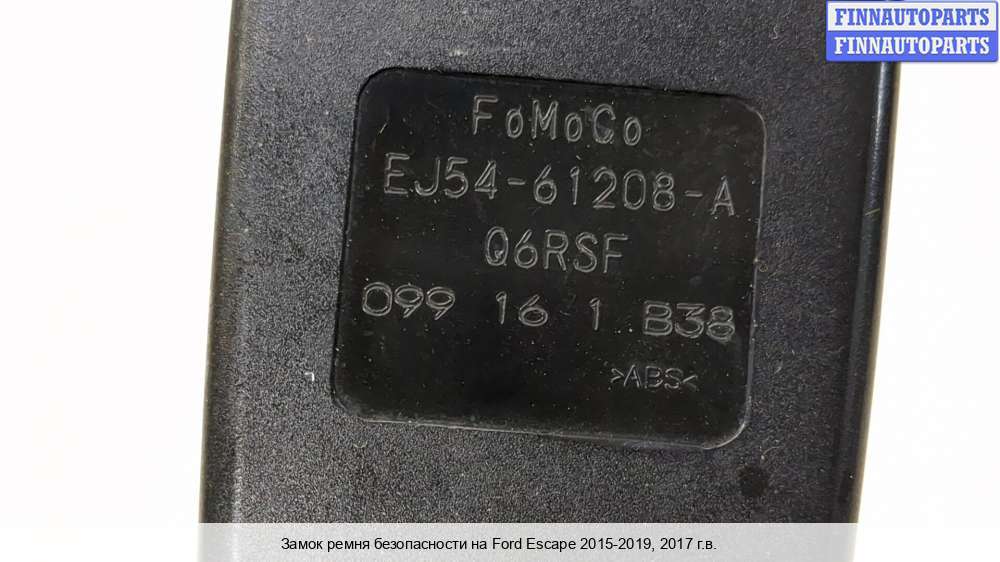 FINNAUTOPARTS
FINNAUTOPARTS
FoMoCo
EJ54-61208-A
Q6RSF
099 16 1 B38
>ABS<
Замок ремня безопасности на Ford Escape 2015-2019, 2017 г.в.